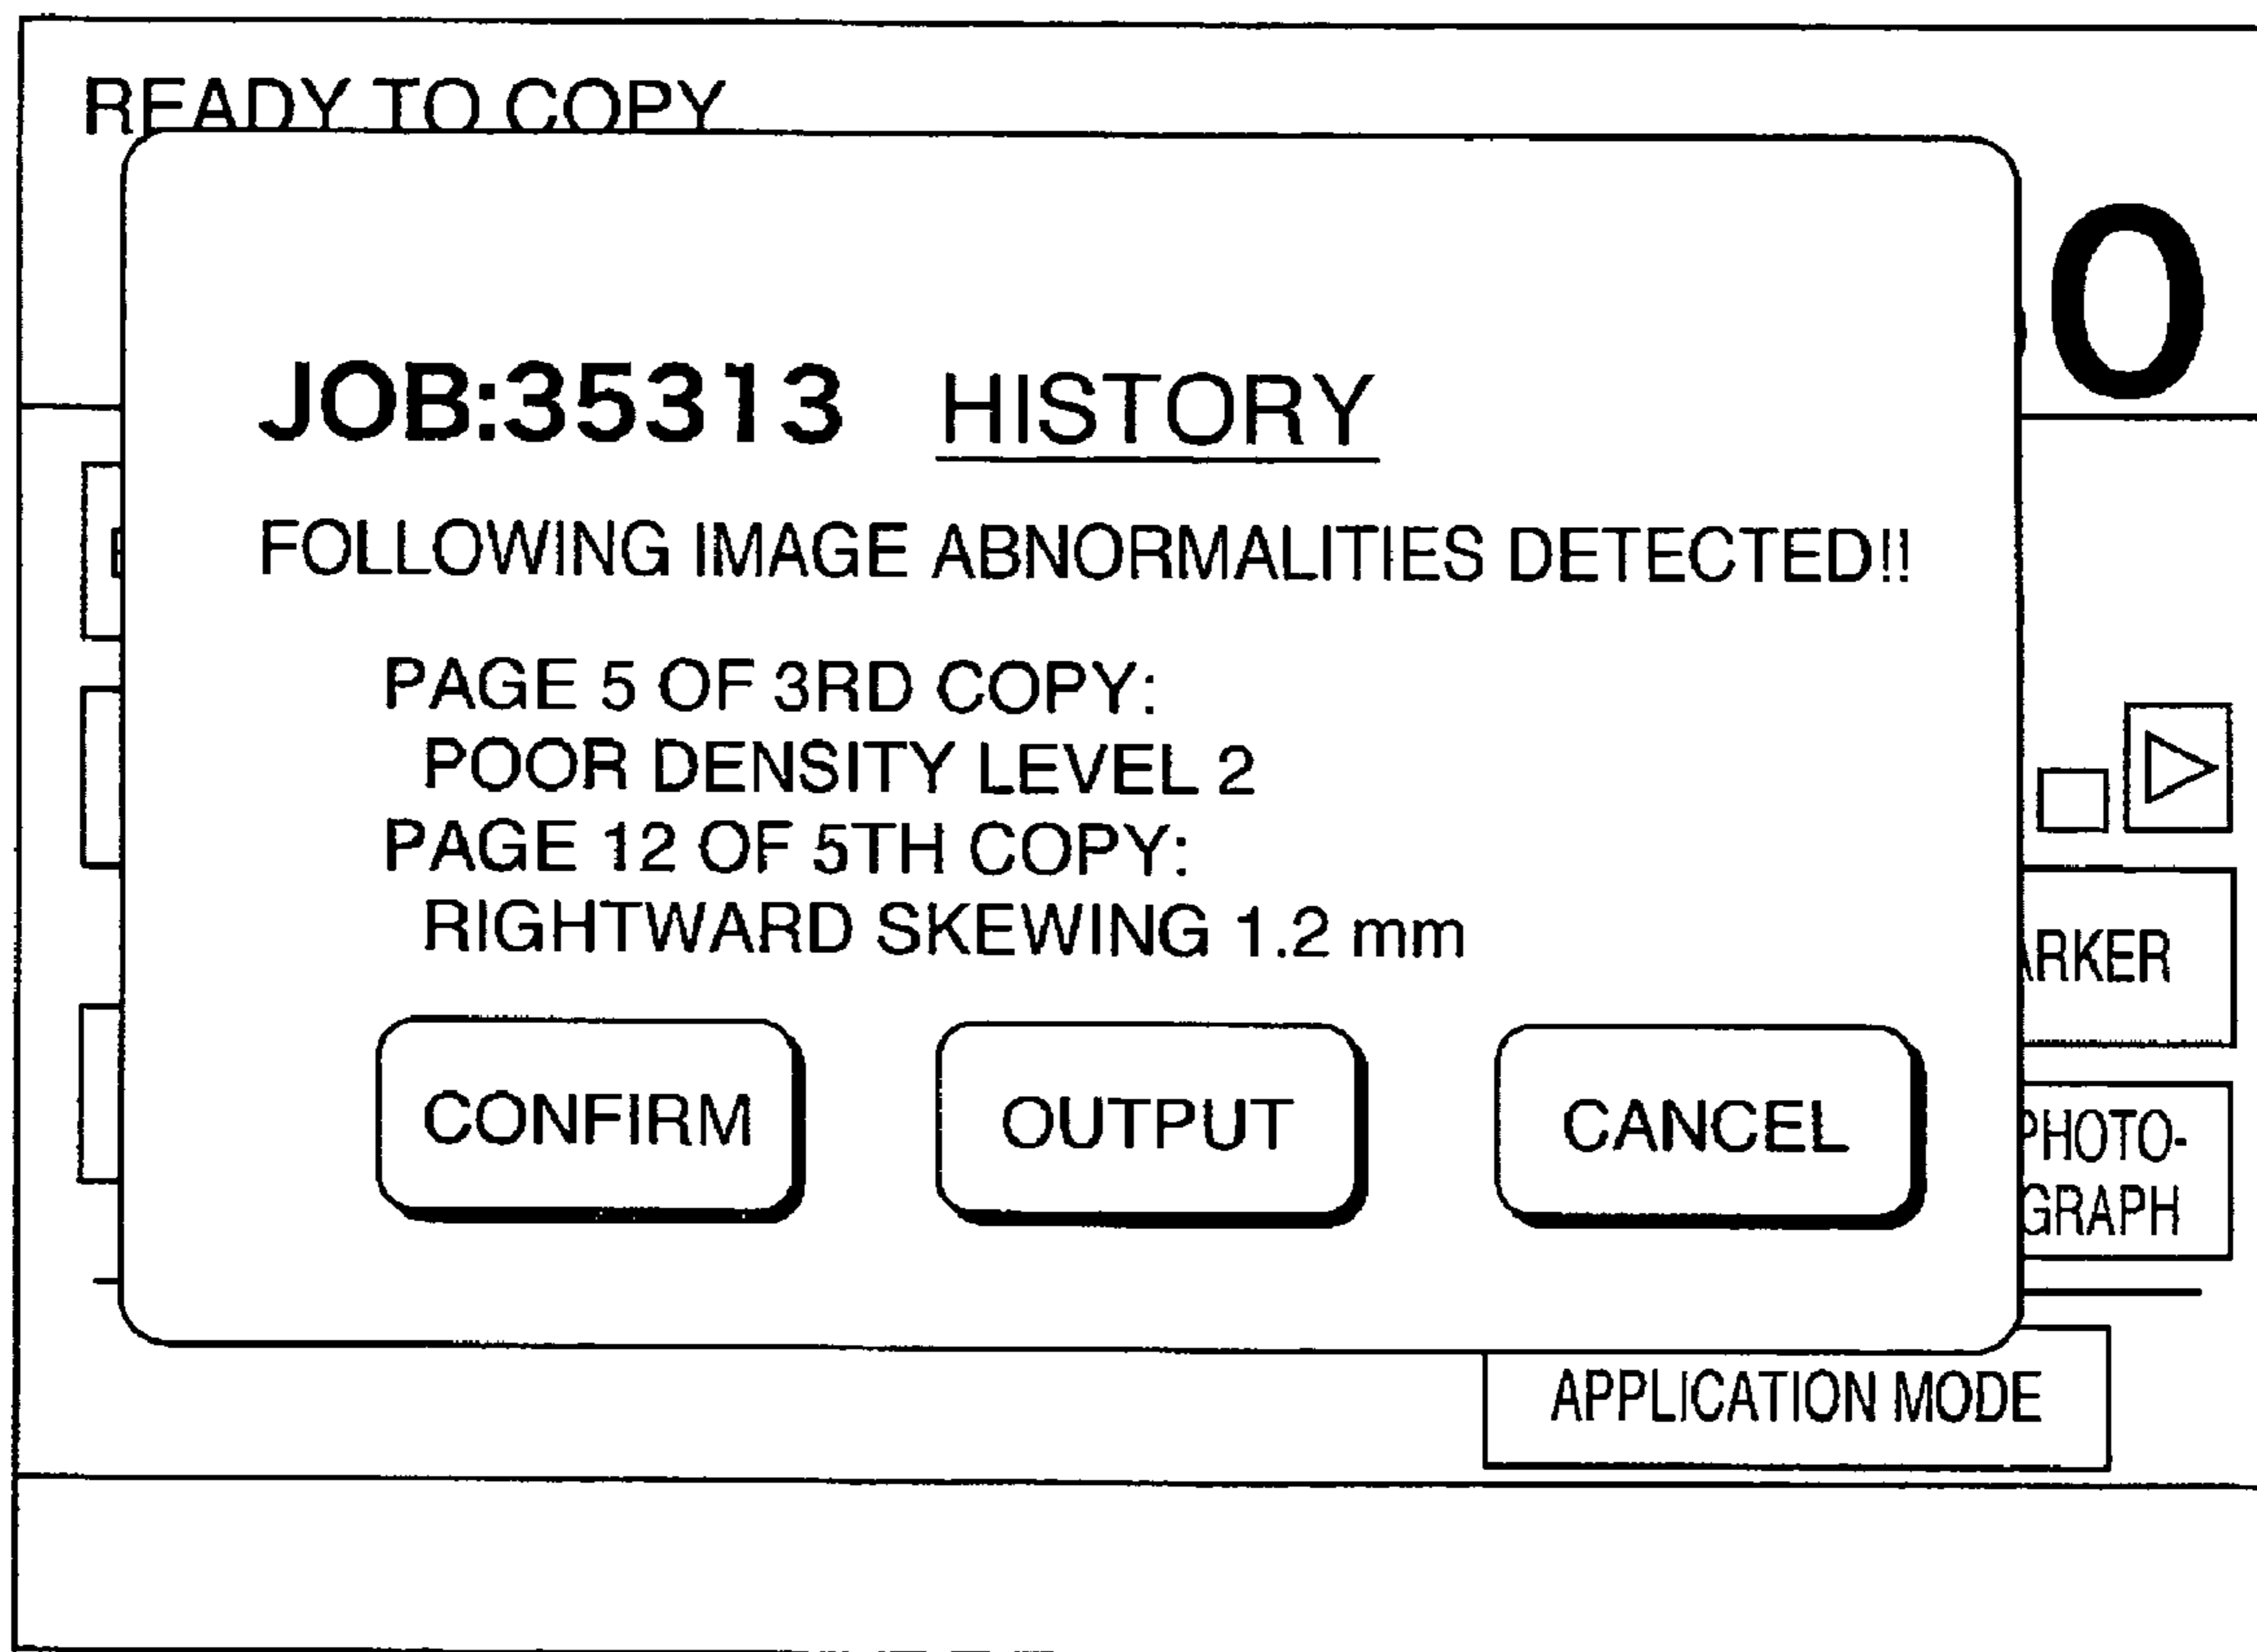 READY TO COPY
0
JOB:35313 HISTORY
FOLLOWING IMAGE ABNORMALITIES DETECTED!!
PAGE 5 OF 3RD COPY:
POOR DENSITY LEVEL 2
PAGE 12 OF 5TH COPY:
RIGHTWARD SKEWING 1.2 mm
ARKER
CONFIRM OUTPUT CANCEL
PHOTO-
GRAPH
APPLICATION MODE